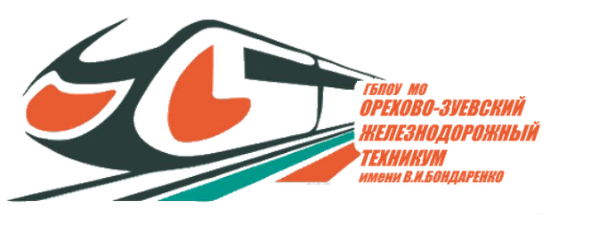 ГБПОУ МО
ОРЕХОВО-ЗУЕВСКИЙ
ЖЕЛЕЗНОДОРОЖНЫЙ
ТЕХНИКУМ
имени В.И.БОНДАРЕНКО